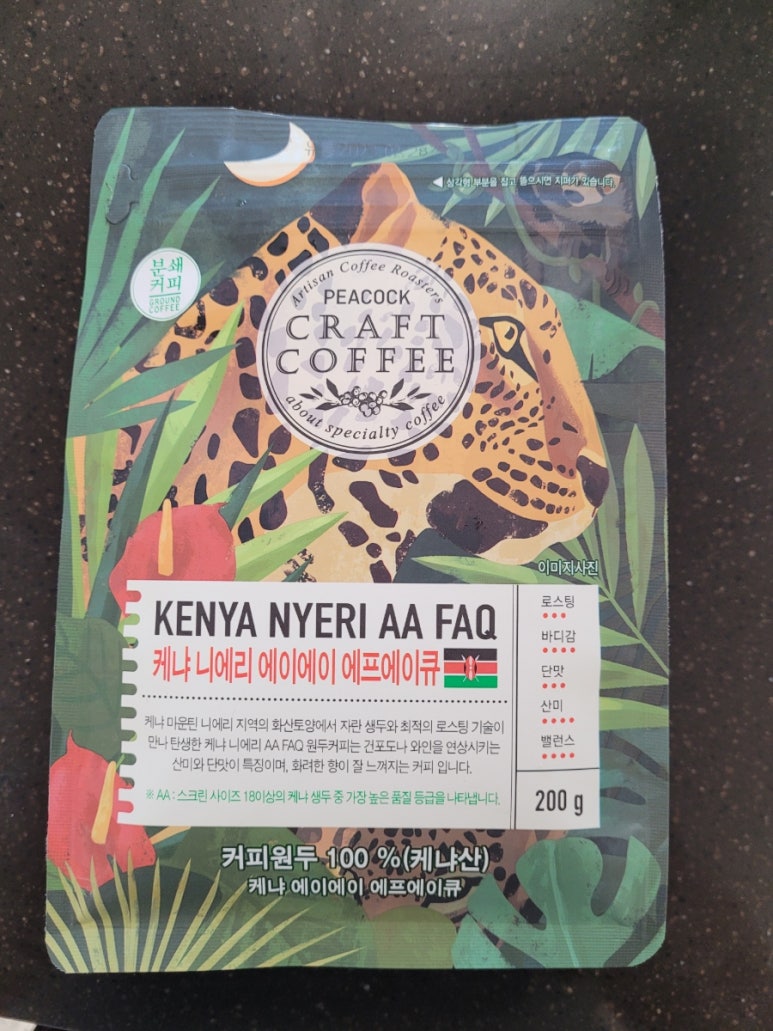 ◀ 삼각형 부분을 잡고 뜯으시면 지퍼가 있습니다.
분쇄
커피
GROUND
COFFEE
Artisan Coffee Roasters
PEACOCK
CRAFT
COFFEE
about specialty coffee
이미지사진
KENYA NYERI AA FAQ
케냐 니에리 에이에이 에프에이큐
케냐 마운틴 니에리 지역의 화산토양에서 자란 생두와 최적의 로스팅 기술이
만나 탄생한 케냐 니에리 AA FAQ 원두커피는 건포도나 와인을 연상시키는
산미와 단맛이 특징이며, 화려한 향이 잘 느껴지는 커피 입니다.
※ AA : 스크린 사이즈 18이상의 케냐 생두 중 가장 높은 품질 등급을 나타냅니다.
로스팅
바디감
단맛
산미
밸런스
200 g
커피원두 100 %(케냐산)
케냐 에이에이 에프에이큐